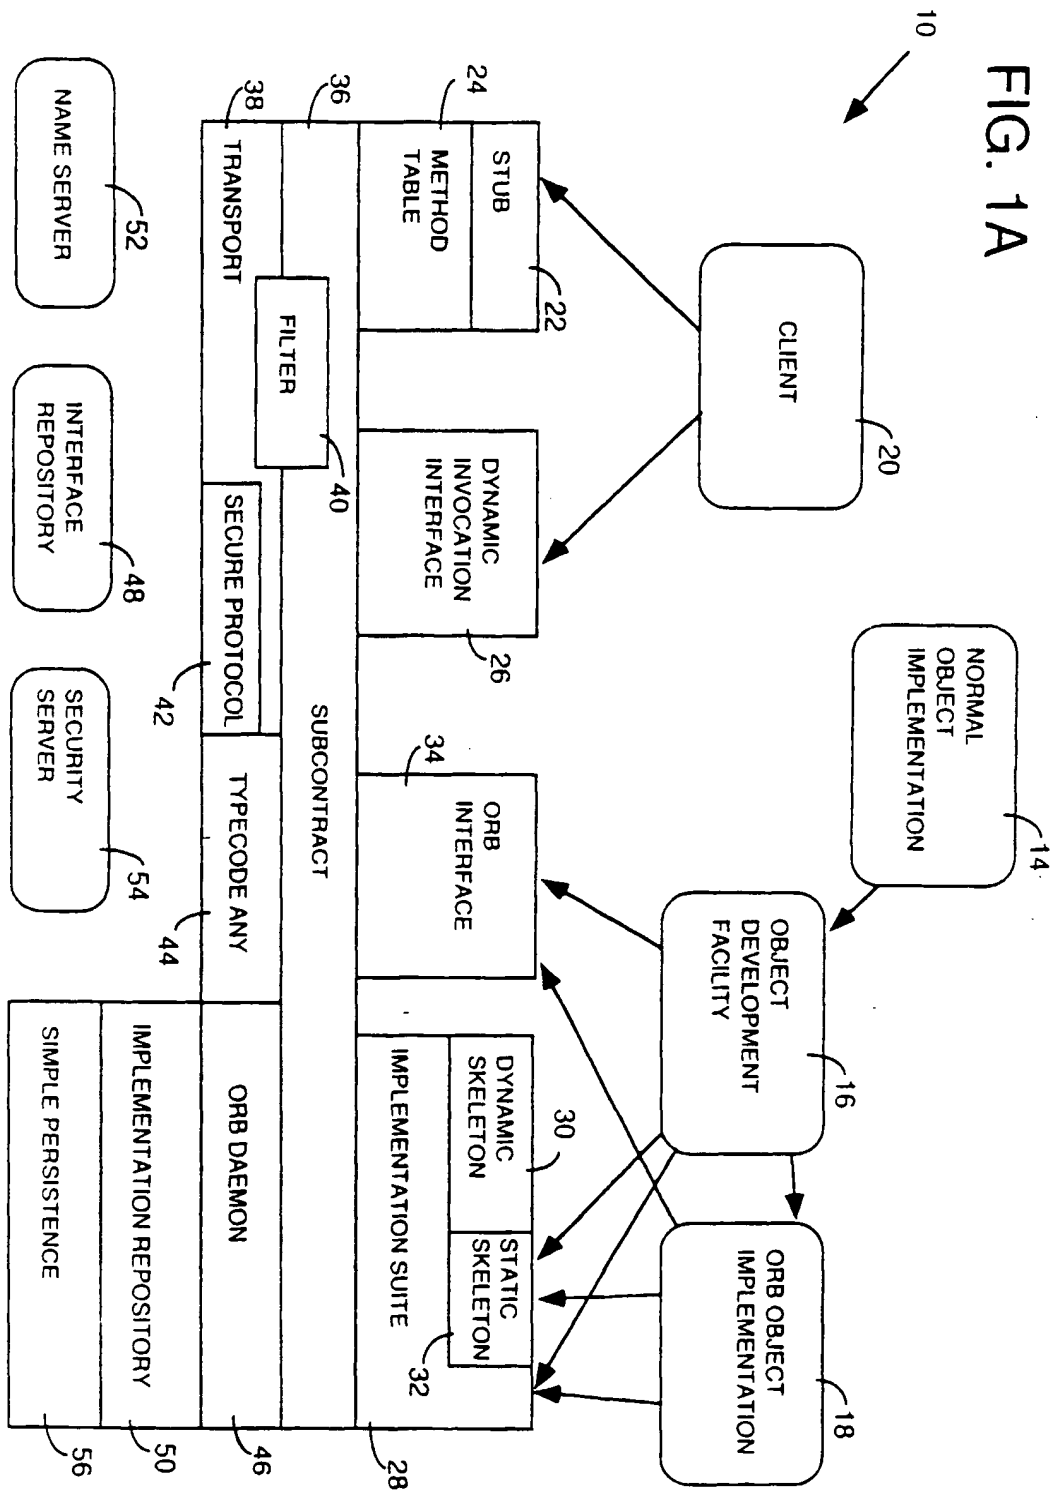 FIG. 1A
10
CLIENT
20
NORMAL
OBJECT
IMPLEMENTATION
14
OBJECT
DEVELOPMENT
FACILITY
16
ORB OBJECT
IMPLEMENTATION
18
STUB
22
24
METHOD
TABLE
DYNAMIC
INVOCATION
INTERFACE
26
34
ORB
INTERFACE
DYNAMIC
SKELETON
30
STATIC
SKELETON
32
IMPLEMENTATION SUITE
28
36
SUBCONTRACT
FILTER
40
38
TRANSPORT
SECURE PROTOCOL
42
TYPECODE ANY
44
ORB DAEMON
46
IMPLEMENTATION REPOSITORY
50
SIMPLE PERSISTENCE
56
NAME SERVER
52
INTERFACE
REPOSITORY
48
SECURITY
SERVER
54